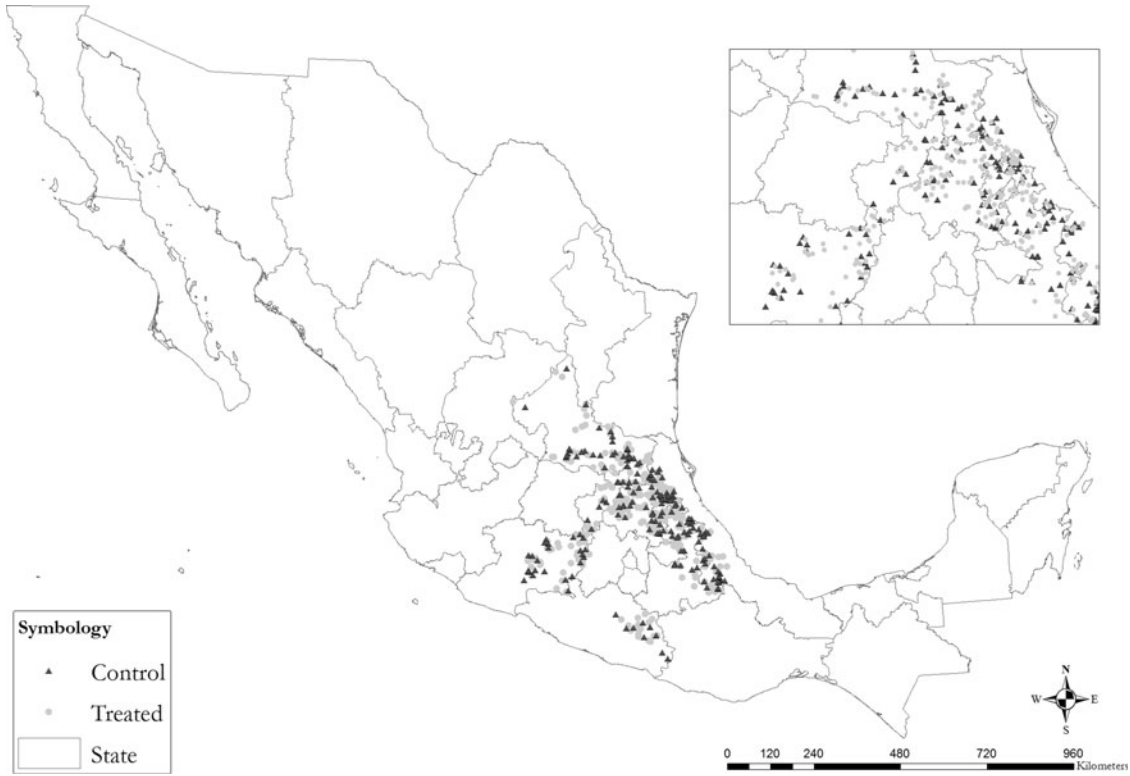 Symbology
Control
Treated
State
N
W E
S
0 120 240 480 720 960
Kilometers